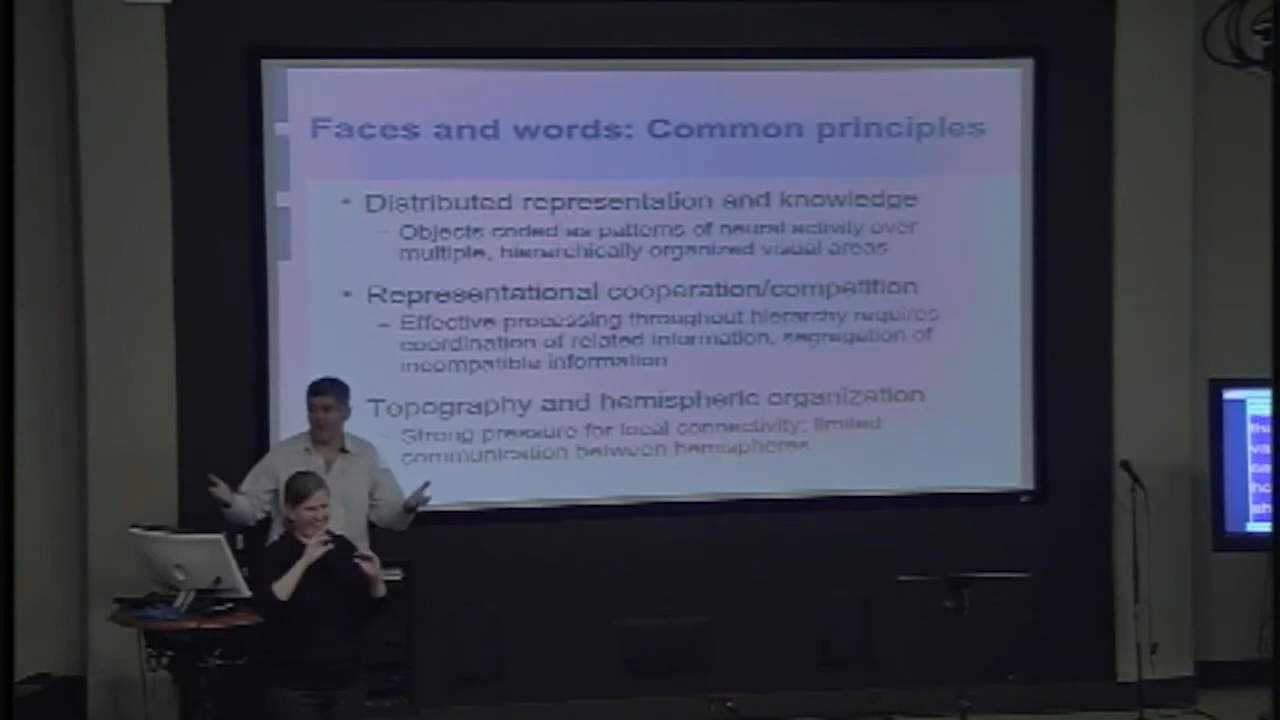 Faces and words: Common principles
• Distributed representation and knowledge
– Objects coded as patterns of neural activity over
multiple, hierarchically organized visual areas
• Representational cooperation/competition
– Effective processing throughout hierarchy requires
coordination of related information, segregation of
incompatible information
Topography and hemispheric organization
– Strong pressure for local connectivity; limited
communication between hemispheres